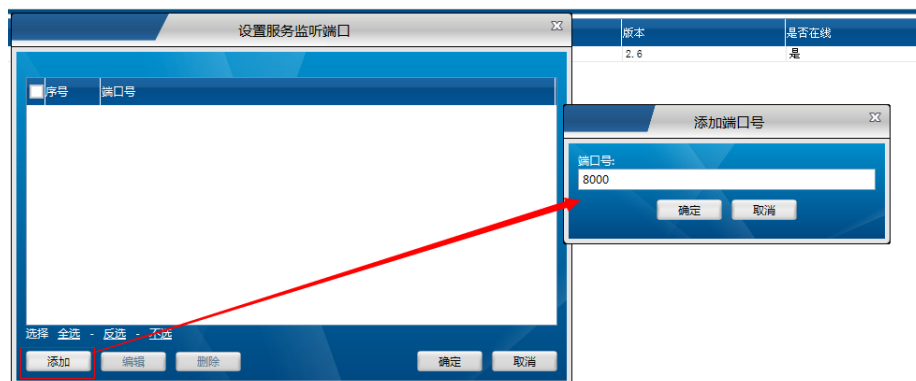 设置服务监听端口
版本
是否在线
2.6
是
序号
端口号
添加端口号
端口号:
8000
确定
取消
选择 全选 - 反选 - 不选
添加
编辑
删除
确定
取消